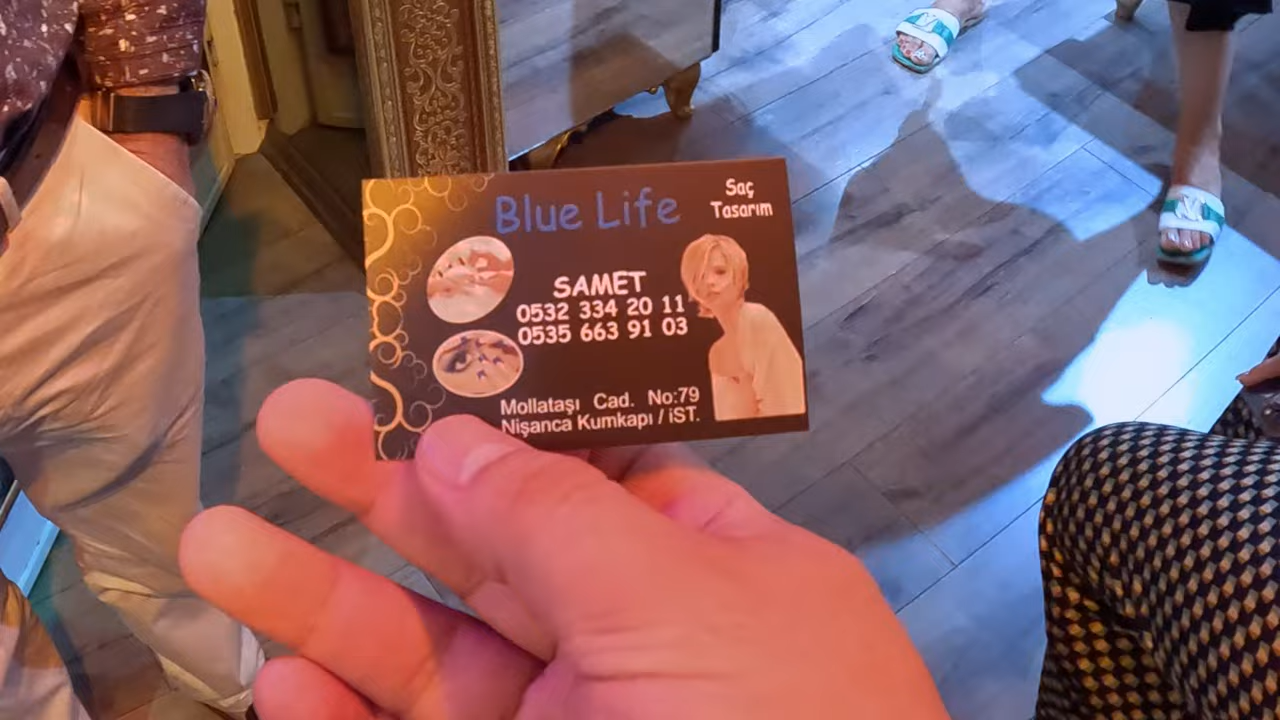 Blue Life
Saç
Tasarım
SAMET
0532 334 20 11
0535 663 91 03
Mollataşı Cad. No:79
Nişanca Kumkapı / iST.